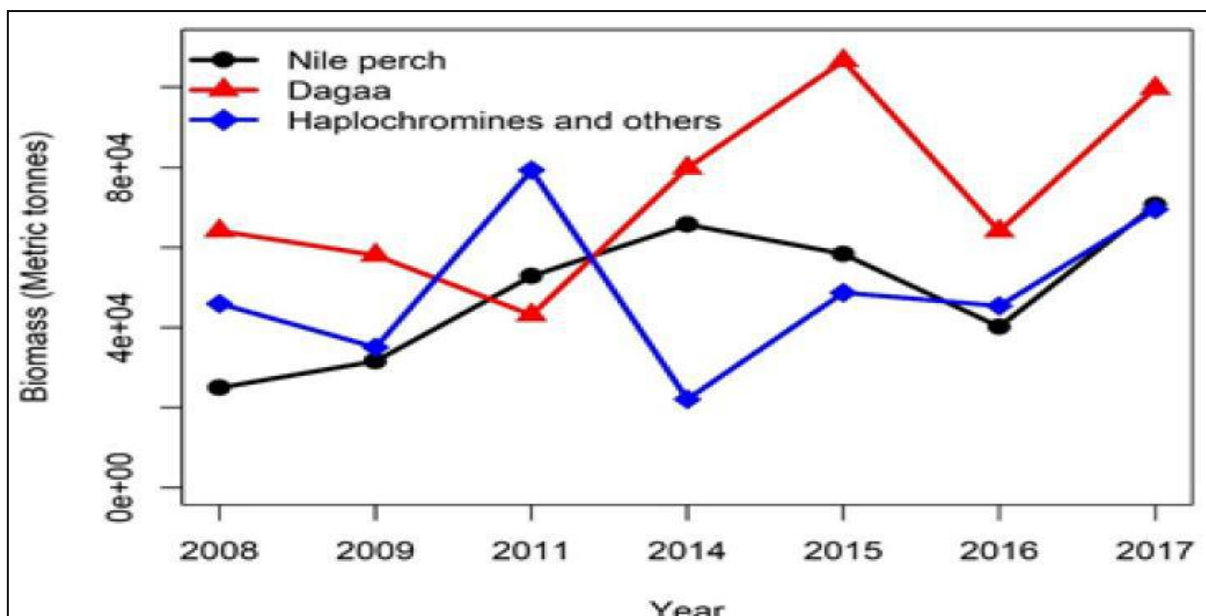 Nile perch
Dagaa
Haplochromines and others
Biomass (Metric tonnes)
8e+04
4e+04
0e+00
2008 2009 2011 2014 2015 2016 2017
Year